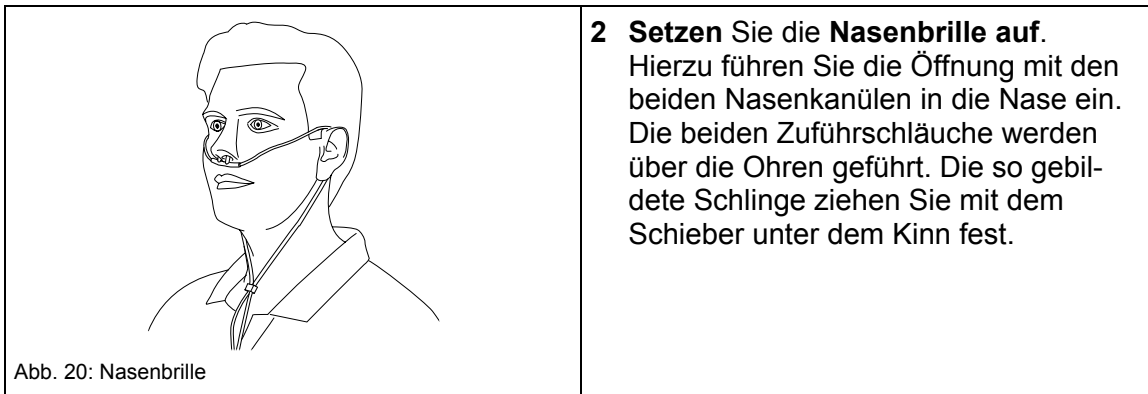 2 Setzen Sie die Nasenbrille auf.
Hierzu führen Sie die Öffnung mit den
beiden Nasenkanülen in die Nase ein.
Die beiden Zuführschläuche werden
über die Ohren geführt. Die so gebil-
dete Schlinge ziehen Sie mit dem
Schieber unter dem Kinn fest.
Abb. 20: Nasenbrille